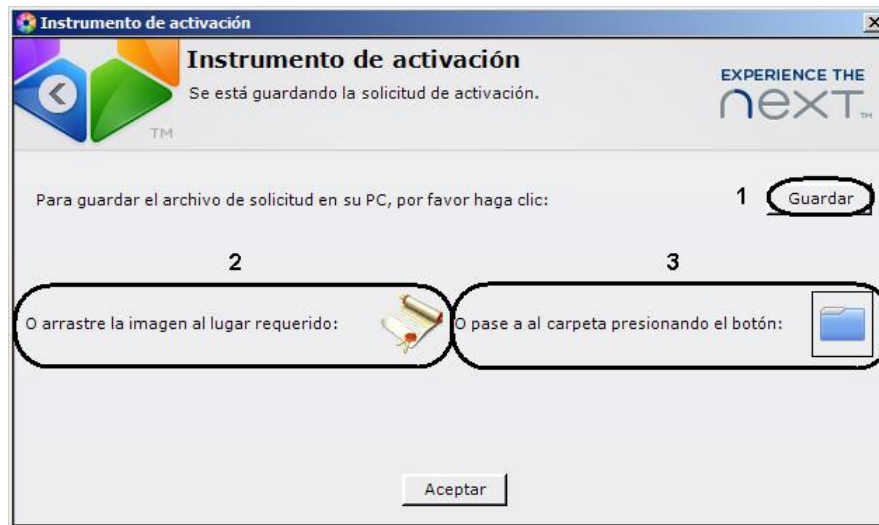 Instrumento de activación
Instrumento de activación
Se está guardando la solicitud de activación.
EXPERIENCE THE
next™
TM
Para guardar el archivo de solicitud en su PC, por favor haga clic:
1
Guardar
2
3
O arrastre la imagen al lugar requerido:
O pase a al carpeta presionando el botón:
Aceptar